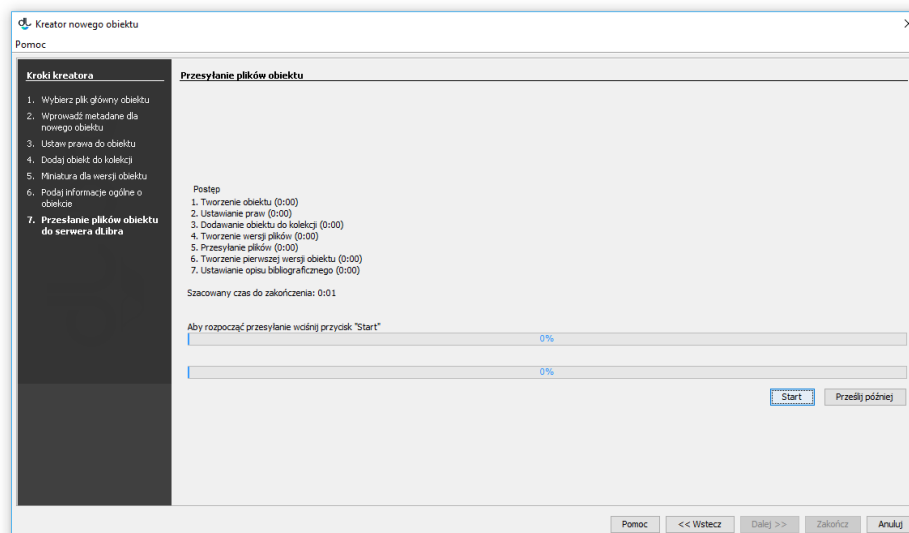 Kreator nowego obiektu
Pomoc
Kroki kreatora
1. Wybierz plik główny obiektu
2. Wprowadź metadane dla
nowego obiektu
3. Ustaw prawa do obiektu
4. Dodaj obiekt do kolekcji
5. Miniatura dla wersji obiektu
6. Podaj informacje ogólne o
obiekcie
7. Przesłanie plików obiektu
do serwera dLibra
Przesyłanie plików obiektu
Postęp
1. Tworzenie obiektu (0:00)
2. Ustawianie praw (0:00)
3. Dodawanie obiektu do kolekcji (0:00)
4. Tworzenie wersji plików (0:00)
5. Przesyłanie plików (0:00)
6. Tworzenie pierwszej wersji obiektu (0:00)
7. Ustawianie opisu bibliograficznego (0:00)
Szacowany czas do zakończenia: 0:01
Aby rozpocząć przesyłanie wciśnij przycisk "Start"
0%
0%
Start Prześlij później
Pomoc << Wstecz Dalej >> Zakończ Anuluj